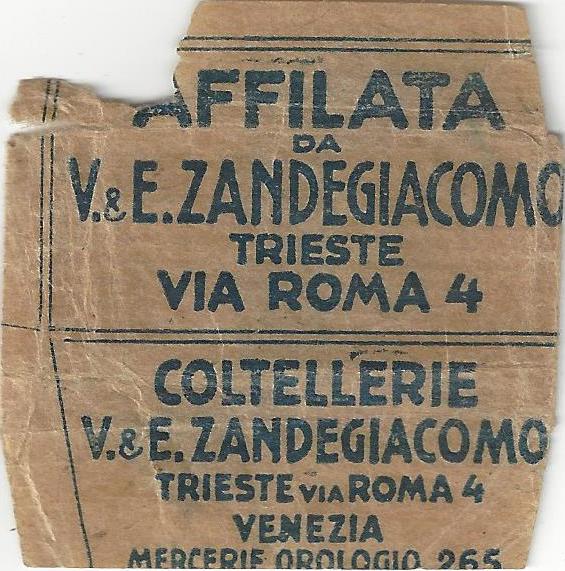 AFFILATA
DA
V. & E. ZANDEGIACOMO
TRIESTE
VIA ROMA 4
COLTELLERIE
V. & E. ZANDEGIACOMO
TRIESTE VIA ROMA 4
VENEZIA
MERCERIE OROLOGIO 265